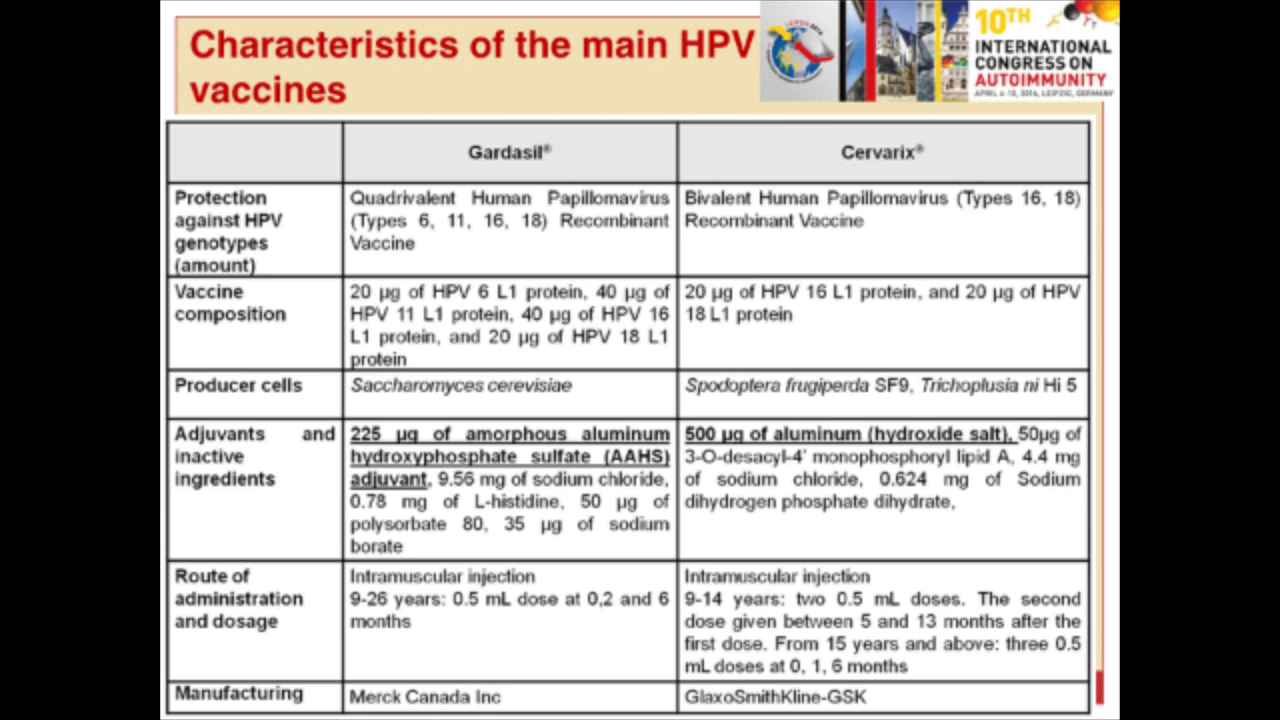 Characteristics of the main HPV
vaccines
10TH
INTERNATIONAL
CONGRESS ON
AUTOIMMUNITY
APRIL 6-10, 2016, LEIPZIG, GERMANY
Gardasil®
Cervarix®
Protection
against HPV
genotypes
(amount)
Quadrivalent Human Papillomavirus
(Types 6, 11, 16, 18) Recombinant
Vaccine
Bivalent Human Papillomavirus (Types 16, 18)
Recombinant Vaccine
Vaccine
composition
20 µg of HPV 6 L1 protein, 40 µg of
HPV 11 L1 protein, 40 µg of HPV 16
L1 protein, and 20 µg of HPV 18 L1
protein
20 µg of HPV 16 L1 protein, and 20 µg of HPV
18 L1 protein
Producer cells
Saccharomyces cerevisiae
Spodoptera frugiperda SF9, Trichoplusia ni Hi 5
Adjuvants and
inactive
ingredients
225 µg of amorphous aluminum
hydroxyphosphate sulfate (AAHS)
adjuvant, 9.56 mg of sodium chloride,
0.78 mg of L-histidine, 50 µg of
polysorbate 80, 35 µg of sodium
borate
500 µg of aluminum (hydroxide salt), 50µg of
3-O-desacyl-4' monophosphoryl lipid A, 4.4 mg
of sodium chloride, 0.624 mg of Sodium
dihydrogen phosphate dihydrate,
Route of
administration
and dosage
Intramuscular injection
9-26 years: 0.5 mL dose at 0,2 and 6
months
Intramuscular injection
9-14 years: two 0.5 mL doses. The second
dose given between 5 and 13 months after the
first dose. From 15 years and above: three 0.5
mL doses at 0, 1, 6 months
Manufacturing
Merck Canada Inc
GlaxoSmithKline-GSK